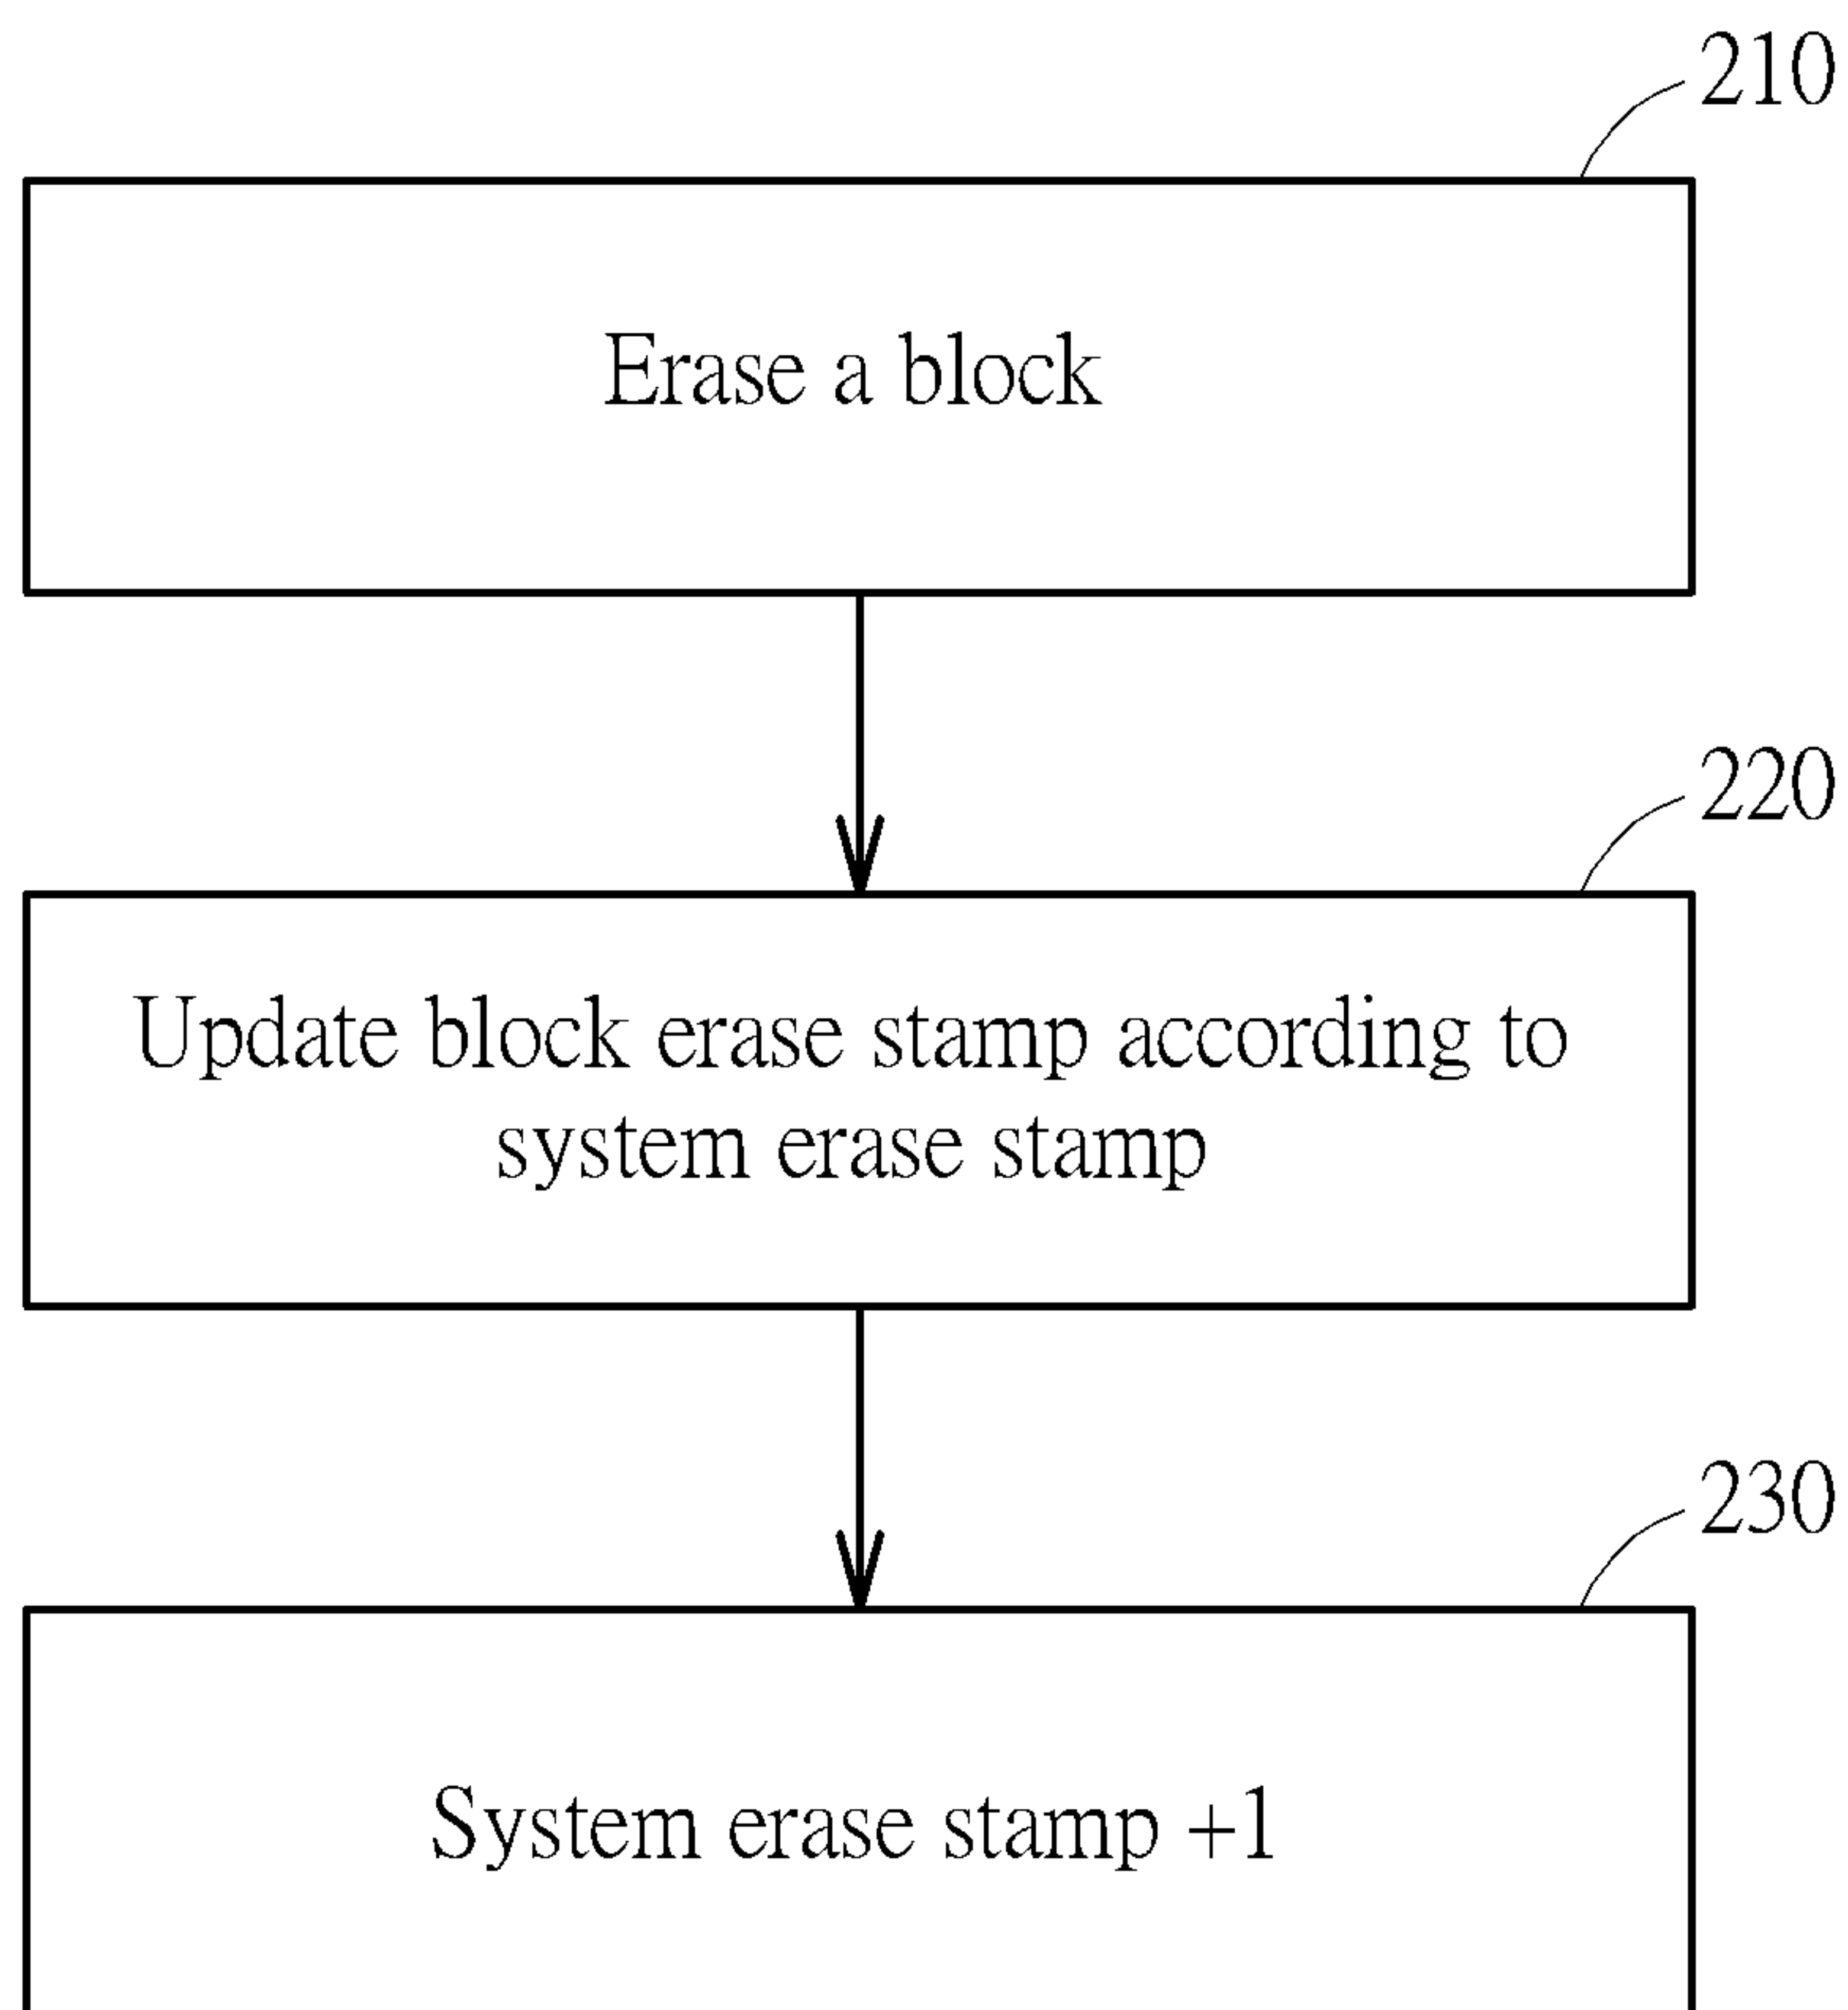 210
Erase a block
220
Update block erase stamp according to
system erase stamp
230
System erase stamp +1